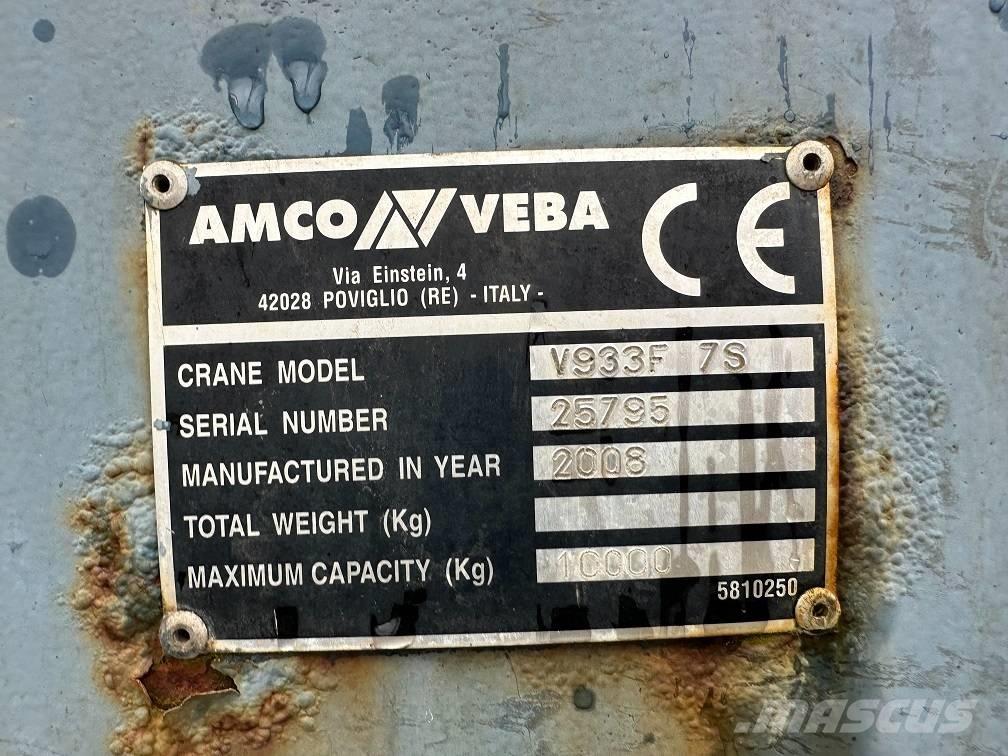 AMCO VEBA CE
Via Einstein, 4
42028 POVIGLIO (RE) - ITALY -
CRANE MODEL V933F 7S
SERIAL NUMBER 25795
MANUFACTURED IN YEAR 2008
TOTAL WEIGHT (Kg)
MAXIMUM CAPACITY (Kg) 10000
5810250
MASCUS